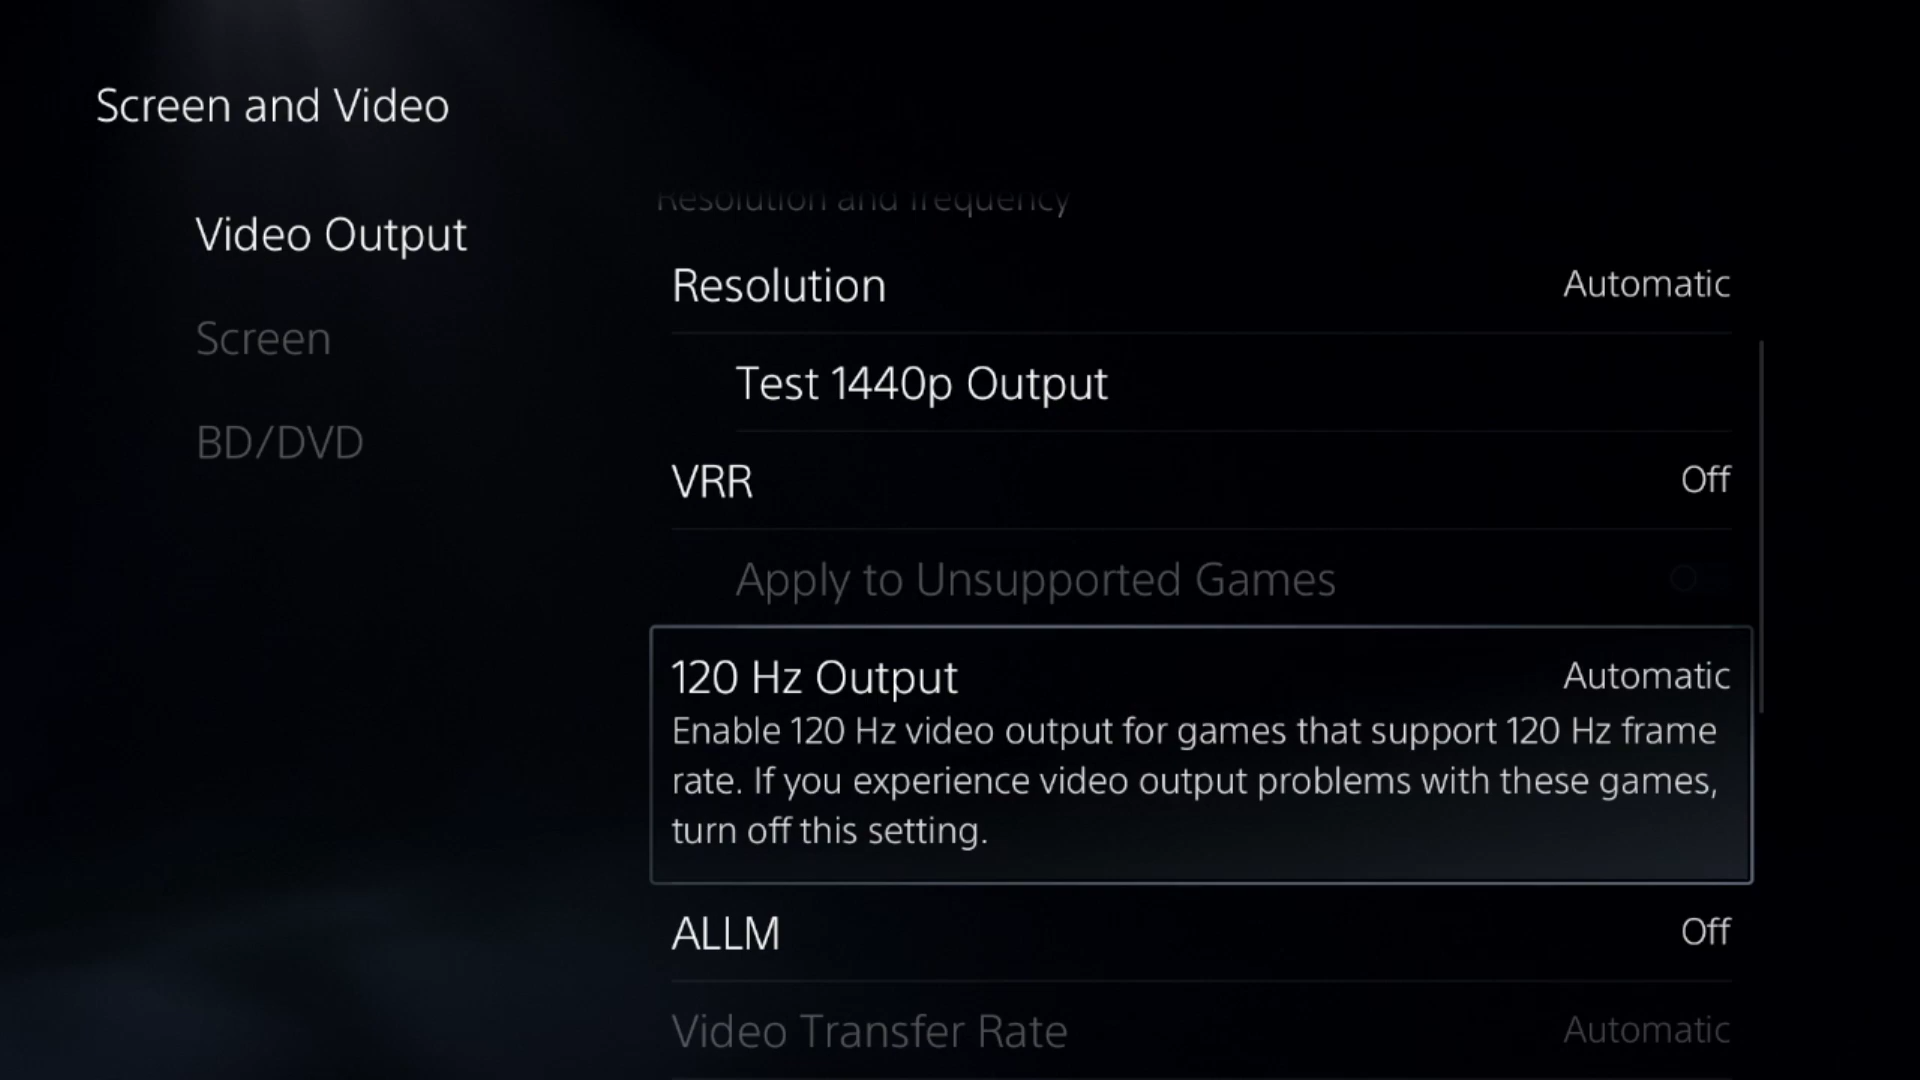 Screen and Video
Video Output
Screen
BD/DVD
Resolution and frequency
Resolution Automatic
Test 1440p Output
VRR Off
Apply to Unsupported Games
120 Hz Output Automatic
Enable 120 Hz video output for games that support 120 Hz frame
rate. If you experience video output problems with these games,
turn off this setting.
ALLM Off
Video Transfer Rate Automatic